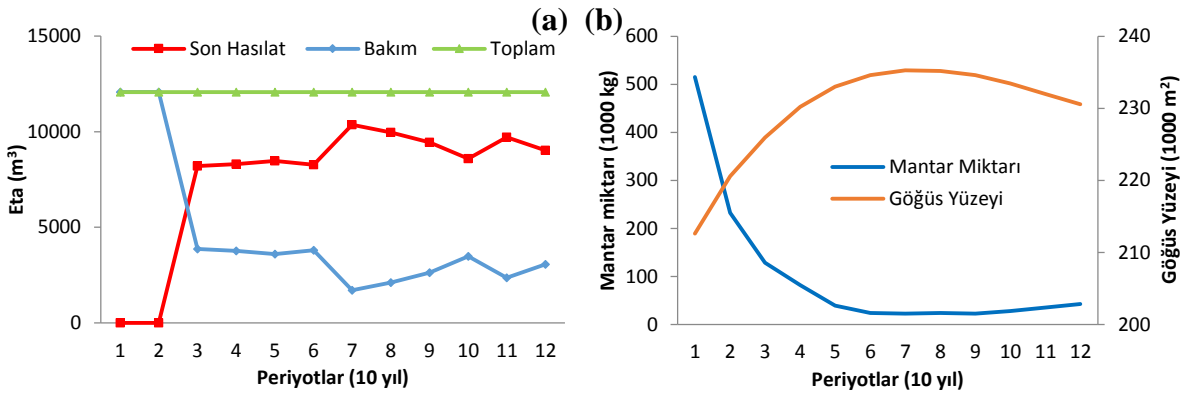 (a) (b)
Son Hasılat Bakım Toplam
15000
10000
5000
0
Eta (m³)
1 2 3 4 5 6 7 8 9 10 11 12
Periyotlar (10 yıl)
600
500
400
300
200
100
0
Mantar miktarı (1000 kg)
Mantar Miktarı
Göğüs Yüzeyi
240
230
220
210
200
Göğüs Yüzeyi (1000 m²)
1 2 3 4 5 6 7 8 9 10 11 12
Periyotlar (10 yıl)